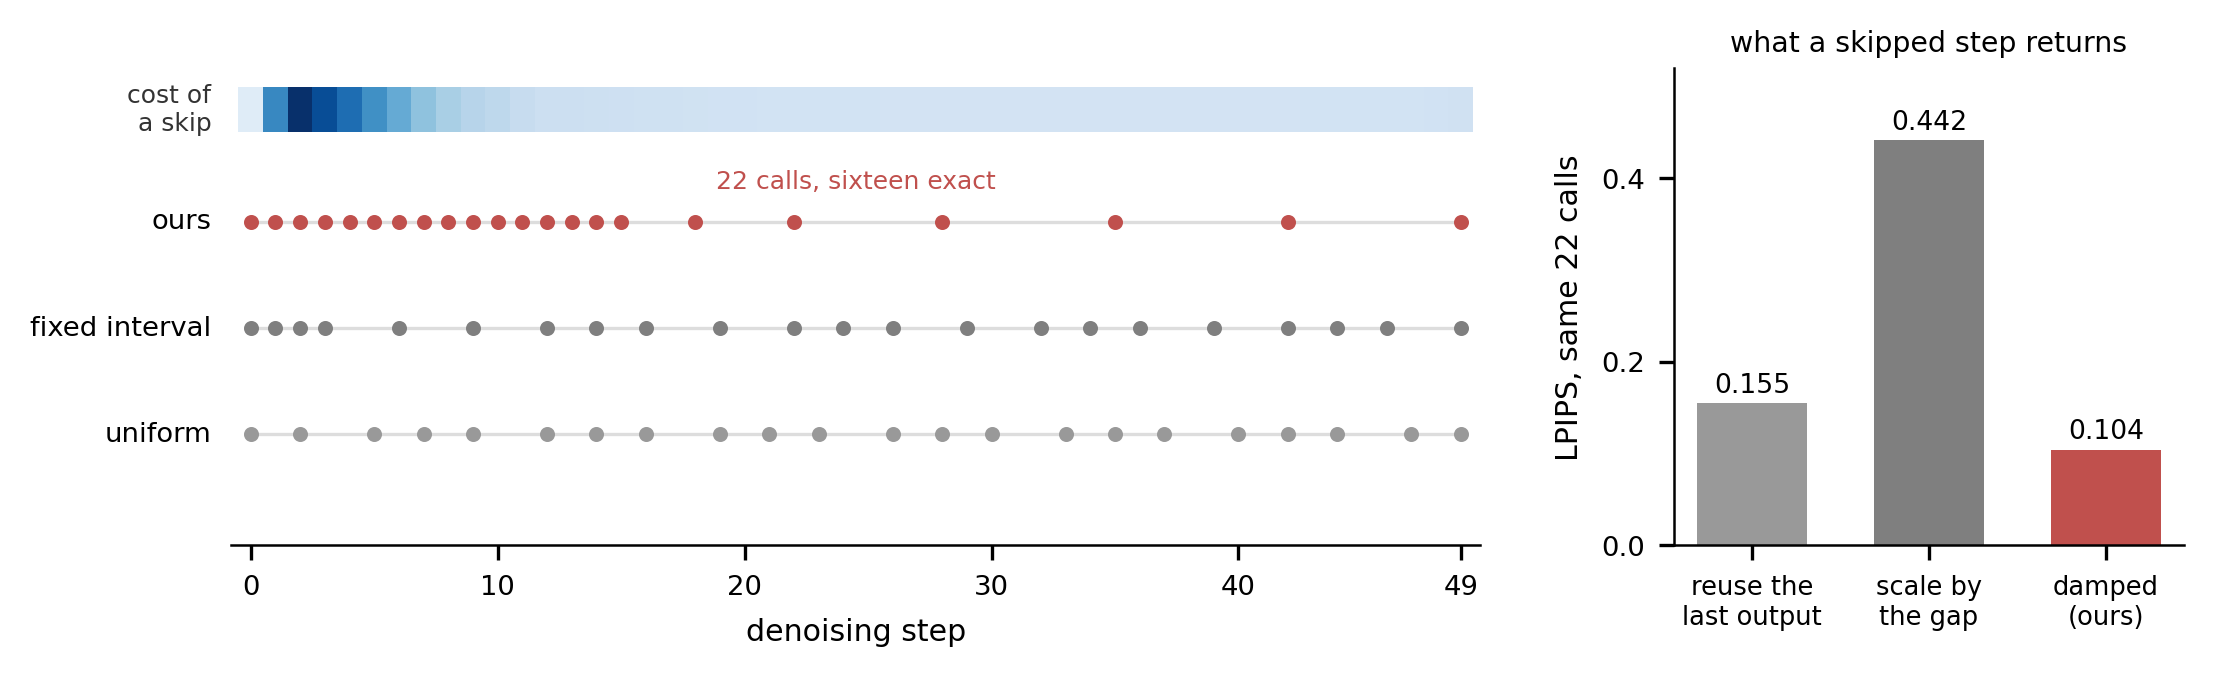 cost of
a skip
22 calls, sixteen exact
ours
fixed interval
uniform
0
10
20
30
40
49
denoising step
what a skipped step returns
LPIPS, same 22 calls
0.4
0.2
0.0
0.155
0.442
0.104
reuse the
last output
scale by
the gap
damped
(ours)